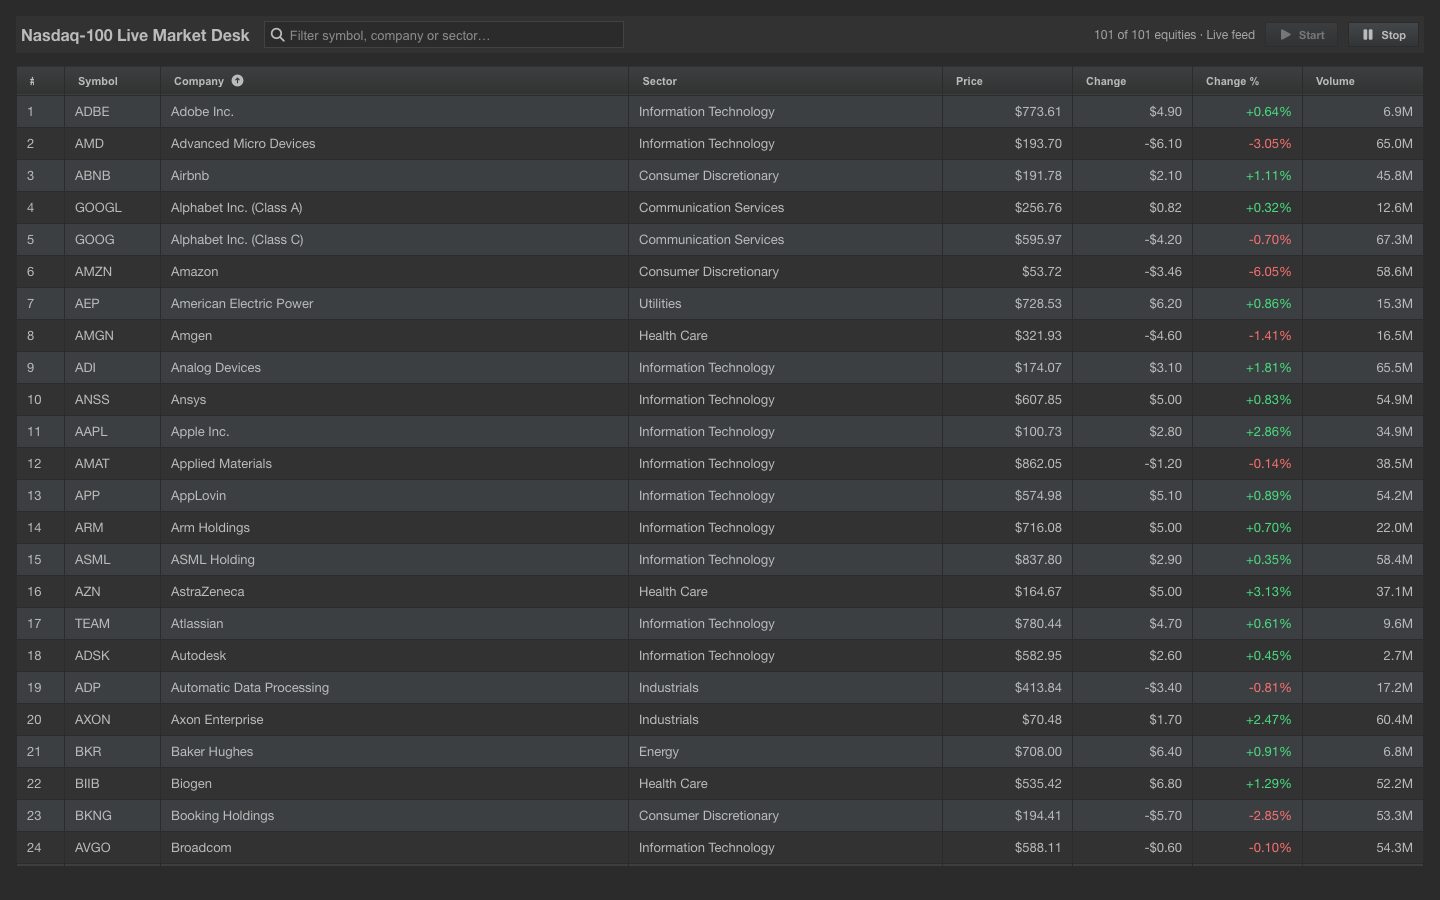 Nasdaq-100 Live Market Desk Filter symbol, company or sector… 101 of 101 equities · Live feed Start Stop
# Symbol Company Sector Price Change Change % Volume
1 ADBE Adobe Inc. Information Technology $773.61 $4.90 +0.64% 6.9M
2 AMD Advanced Micro Devices Information Technology $193.70 -$6.10 -3.05% 65.0M
3 ABNB Airbnb Consumer Discretionary $191.78 $2.10 +1.11% 45.8M
4 GOOGL Alphabet Inc. (Class A) Communication Services $256.76 $0.82 +0.32% 12.6M
5 GOOG Alphabet Inc. (Class C) Communication Services $595.97 -$4.20 -0.70% 67.3M
6 AMZN Amazon Consumer Discretionary $53.72 -$3.46 -6.05% 58.6M
7 AEP American Electric Power Utilities $728.53 $6.20 +0.86% 15.3M
8 AMGN Amgen Health Care $321.93 -$4.60 -1.41% 16.5M
9 ADI Analog Devices Information Technology $174.07 $3.10 +1.81% 65.5M
10 ANSS Ansys Information Technology $607.85 $5.00 +0.83% 54.9M
11 AAPL Apple Inc. Information Technology $100.73 $2.80 +2.86% 34.9M
12 AMAT Applied Materials Information Technology $862.05 -$1.20 -0.14% 38.5M
13 APP AppLovin Information Technology $574.98 $5.10 +0.89% 54.2M
14 ARM Arm Holdings Information Technology $716.08 $5.00 +0.70% 22.0M
15 ASML ASML Holding Information Technology $837.80 $2.90 +0.35% 58.4M
16 AZN AstraZeneca Health Care $164.67 $5.00 +3.13% 37.1M
17 TEAM Atlassian Information Technology $780.44 $4.70 +0.61% 9.6M
18 ADSK Autodesk Information Technology $582.95 $2.60 +0.45% 2.7M
19 ADP Automatic Data Processing Industrials $413.84 -$3.40 -0.81% 17.2M
20 AXON Axon Enterprise Industrials $70.48 $1.70 +2.47% 60.4M
21 BKR Baker Hughes Energy $708.00 $6.40 +0.91% 6.8M
22 BIIB Biogen Health Care $535.42 $6.80 +1.29% 52.2M
23 BKNG Booking Holdings Consumer Discretionary $194.41 -$5.70 -2.85% 53.3M
24 AVGO Broadcom Information Technology $588.11 -$0.60 -0.10% 54.3M